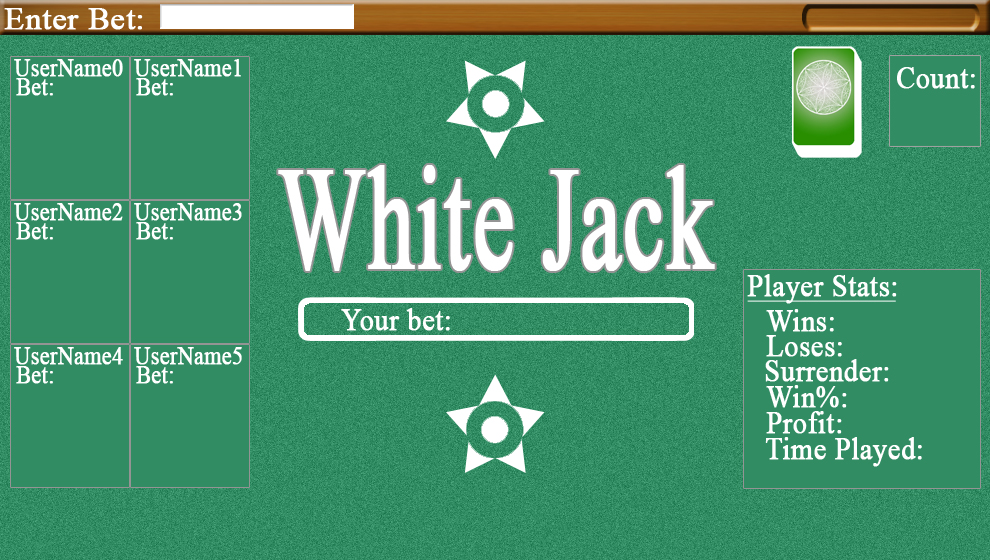 Enter Bet:
UserName0
Bet:
UserName1
Bet:
Count:
White Jack
UserName2
Bet:
UserName3
Bet:
Your bet:
Player Stats:
Wins:
Loses:
Surrender:
Win%:
Profit:
Time Played:
UserName4
Bet:
UserName5
Bet: